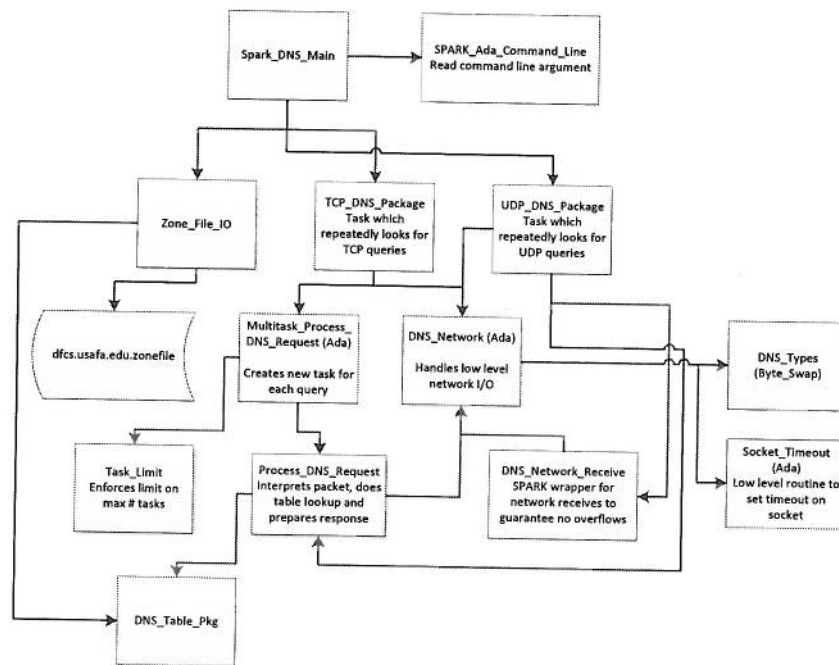 Spark_DNS_Main
SPARK_Ada_Command_Line
Read command line argument
Zone_File_IO
TCP_DNS_Package
Task which
repeatedly looks for
TCP queries
UDP_DNS_Package
Task which
repeatedly looks for
UDP queries
dfcs.usafa.edu.zonefile
Multitask_Process_
DNS_Request (Ada)
Creates new task for
each query
DNS_Network (Ada)
Handles low level
network I/O
DNS_Types
(Byte_Swap)
Task_Limit
Enforces limit on
max # tasks
Process_DNS_Request
Interprets packet, does
table lookup and
prepares response
DNS_Network_Receive
SPARK wrapper for
network receives to
guarantee no overflows
Socket_Timeout
(Ada)
Low level routine to
set timeout on
socket
DNS_Table_Pkg